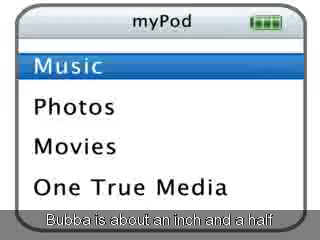 myPod
Music
Photos
Movies
One True Media
Bubba is about an inch and a half